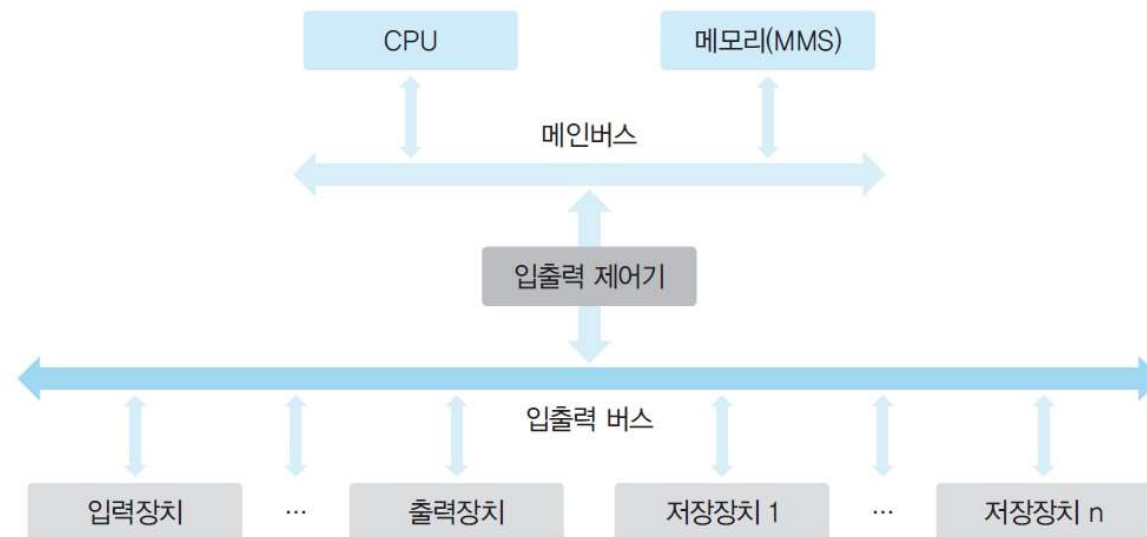 CPU
메모리(MMS)
메인버스
입출력 제어기
입출력 버스
입력장치 ... 출력장치 저장장치 1 ... 저장장치 n